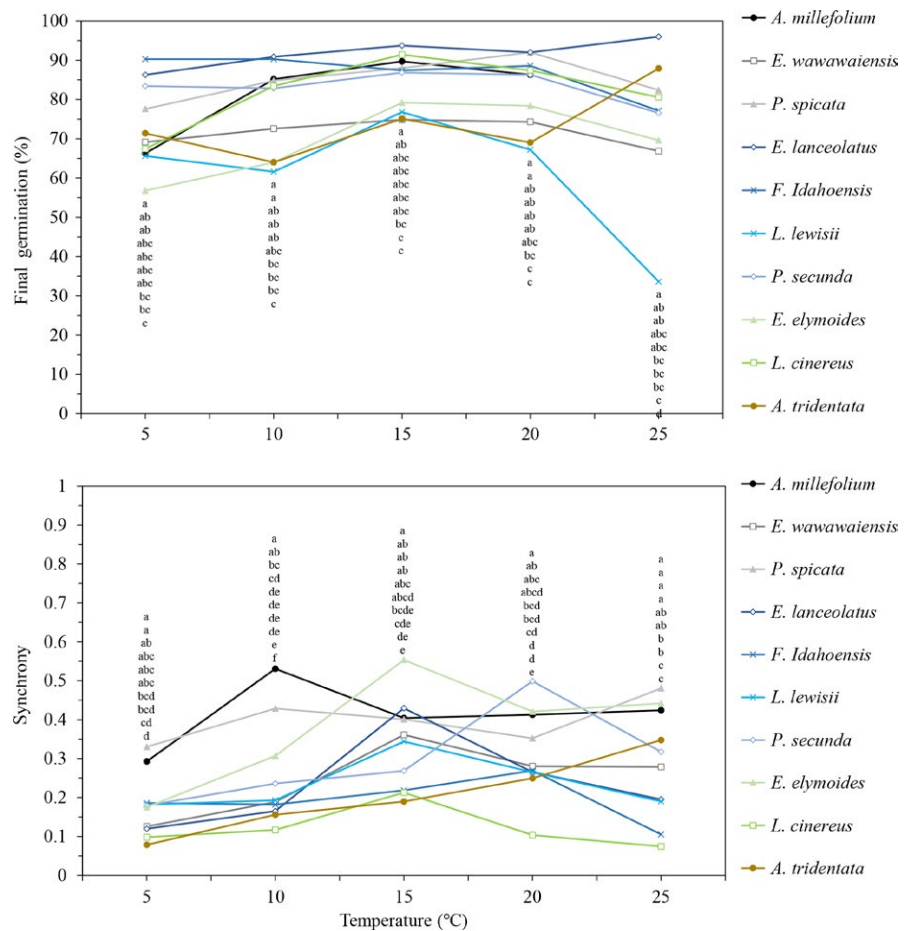 100
90
80
70
60
50
40
30
20
10
0
Final germination (%)
a
ab
ab
abc
abc
abc
abc
bc
bc
c
a
a
ab
ab
ab
abc
bc
bc
bc
c
a
ab
abc
abc
abc
abc
abc
bc
c
c
a
a
ab
ab
ab
ab
abc
bc
c
c
a
ab
ab
abc
abc
bc
bc
bc
c
d
5
10
15
20
25
A. millefolium
E. wawawaiensis
P. spicata
E. lanceolatus
F. Idahoensis
L. lewisii
P. secunda
E. elymoides
L. cinereus
A. tridentata
1
0.9
0.8
0.7
0.6
0.5
0.4
0.3
0.2
0.1
0
Synchrony
a
a
ab
abc
abc
abc
bcd
bcd
cd
d
a
ab
bc
cd
de
de
de
de
e
f
a
ab
ab
ab
abc
abcd
bcde
cde
de
e
a
ab
abc
abcd
bcd
bcd
cd
d
d
e
a
a
a
a
ab
ab
b
b
b
c
5
10
15
20
25
Temperature (°C)
A. millefolium
E. wawawaiensis
P. spicata
E. lanceolatus
F. Idahoensis
L. lewisii
P. secunda
E. elymoides
L. cinereus
A. tridentata